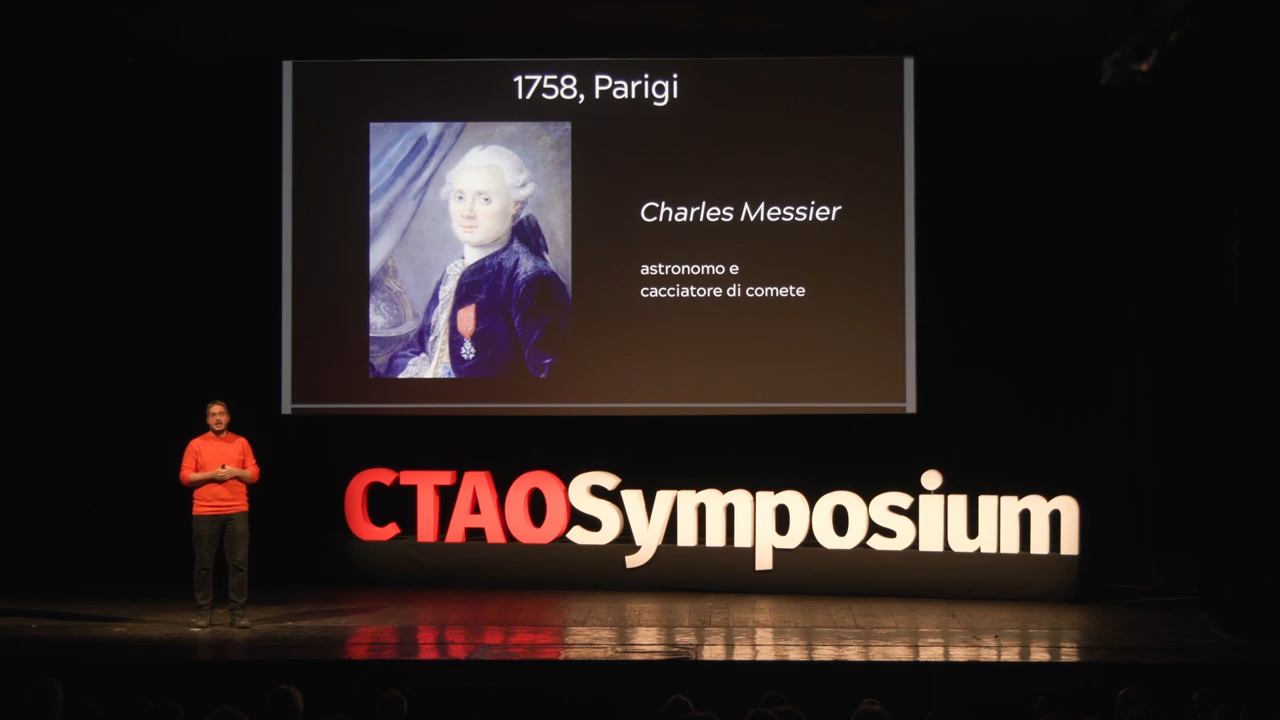 1758, Parigi
Charles Messier
astronomo e
cacciatore di comete
CTAOSymposium